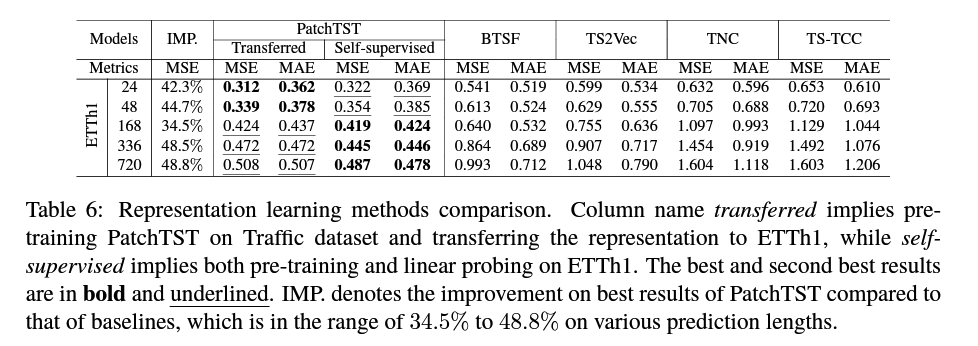 Models IMP. PatchTST BTSF TS2Vec TNC TS-TCC
Transferred Self-supervised
Metrics MSE MSE MAE MSE MAE MSE MAE MSE MAE MSE MAE MSE MAE
ETTh1
24 42.3% 0.312 0.362 0.322 0.369 0.541 0.519 0.599 0.534 0.632 0.596 0.653 0.610
48 44.7% 0.339 0.378 0.354 0.385 0.613 0.524 0.629 0.555 0.705 0.688 0.720 0.693
168 34.5% 0.424 0.437 0.419 0.424 0.640 0.532 0.755 0.636 1.097 0.993 1.129 1.044
336 48.5% 0.472 0.472 0.445 0.446 0.864 0.689 0.907 0.717 1.454 0.919 1.492 1.076
720 48.8% 0.508 0.507 0.487 0.478 0.993 0.712 1.048 0.790 1.604 1.118 1.603 1.206
Table 6: Representation learning methods comparison. Column name transferred implies pre-
training PatchTST on Traffic dataset and transferring the representation to ETTh1, while self-
supervised implies both pre-training and linear probing on ETTh1. The best and second best results
are in bold and underlined. IMP. denotes the improvement on best results of PatchTST compared to
that of baselines, which is in the range of 34.5% to 48.8% on various prediction lengths.